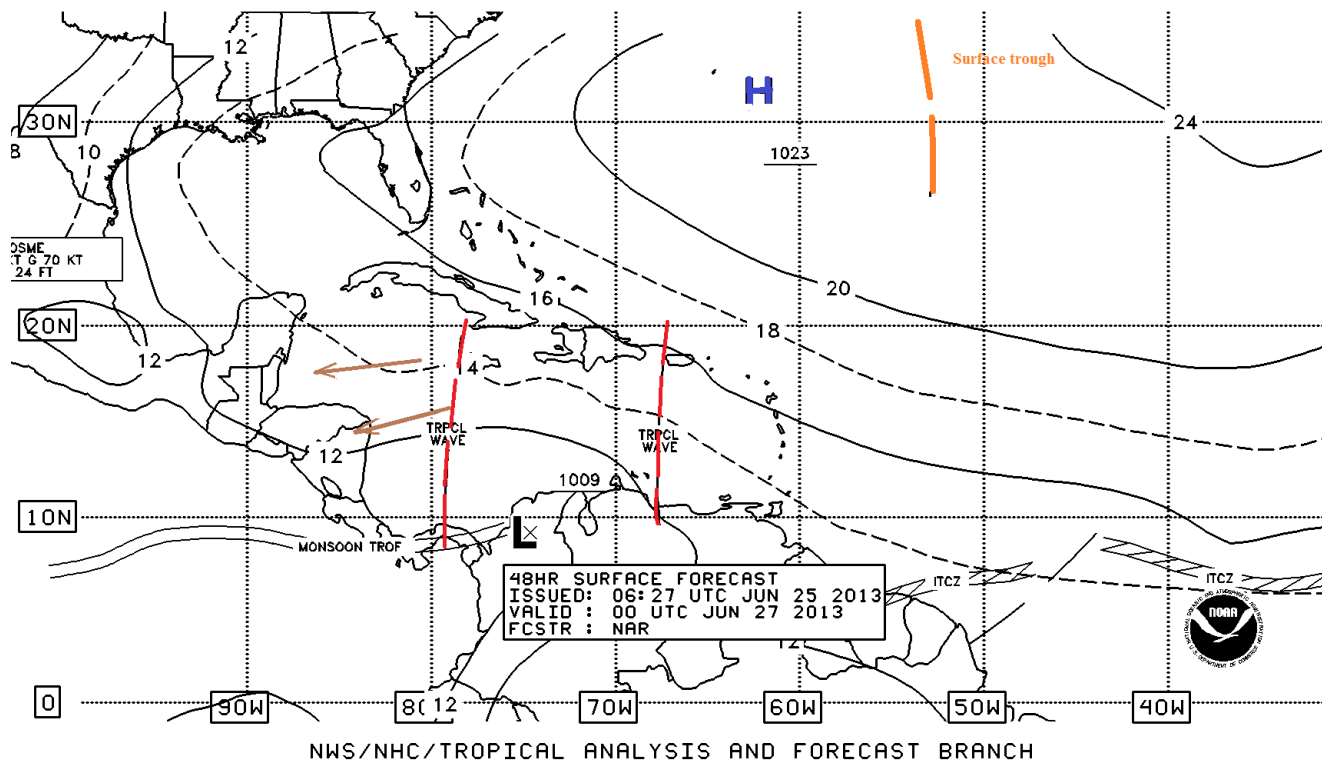 12
Surface trough
H
30N
24
8
10
1023
OSME
KT G 70 KT
24 FT
16
20
20N
18
12
14
TRPCL
WAVE
TRPCL
WAVE
12
1009
10N
MONSOON TROF
L
48HR SURFACE FORECAST
ISSUED: 06:27 UTC JUN 25 2013
VALID : 00 UTC JUN 27 2013
FCSTR : NAR
ITCZ
ITCZ
NOAA
12
0
90W
80
12
70W
60W
50W
40W
NWS/NHC/TROPICAL ANALYSIS AND FORECAST BRANCH